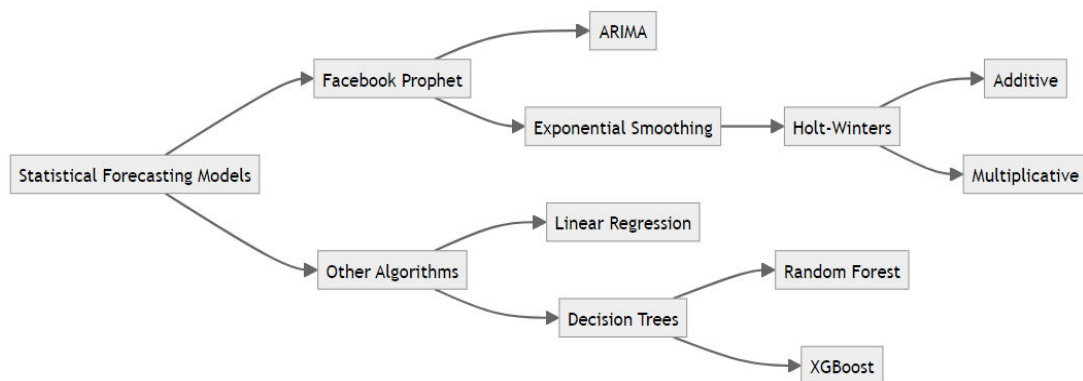 ARIMA
Facebook Prophet
Additive
Exponential Smoothing
Holt-Winters
Statistical Forecasting Models
Multiplicative
Linear Regression
Other Algorithms
Random Forest
Decision Trees
XGBoost